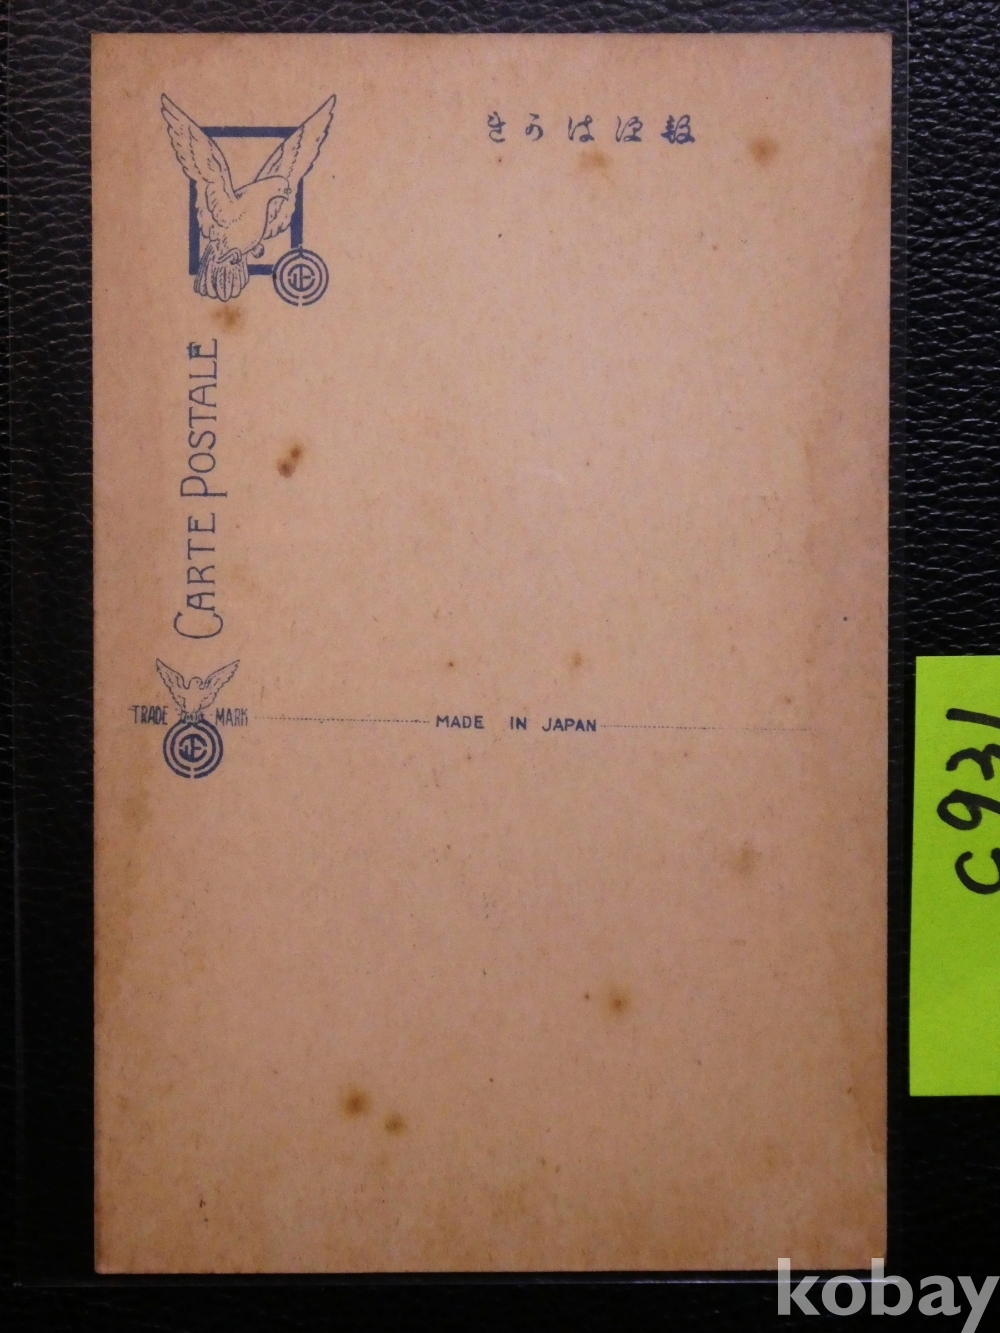 きかは便郵
CARTE POSTALE
TRADE MARK
MADE IN JAPAN
C931
kobay